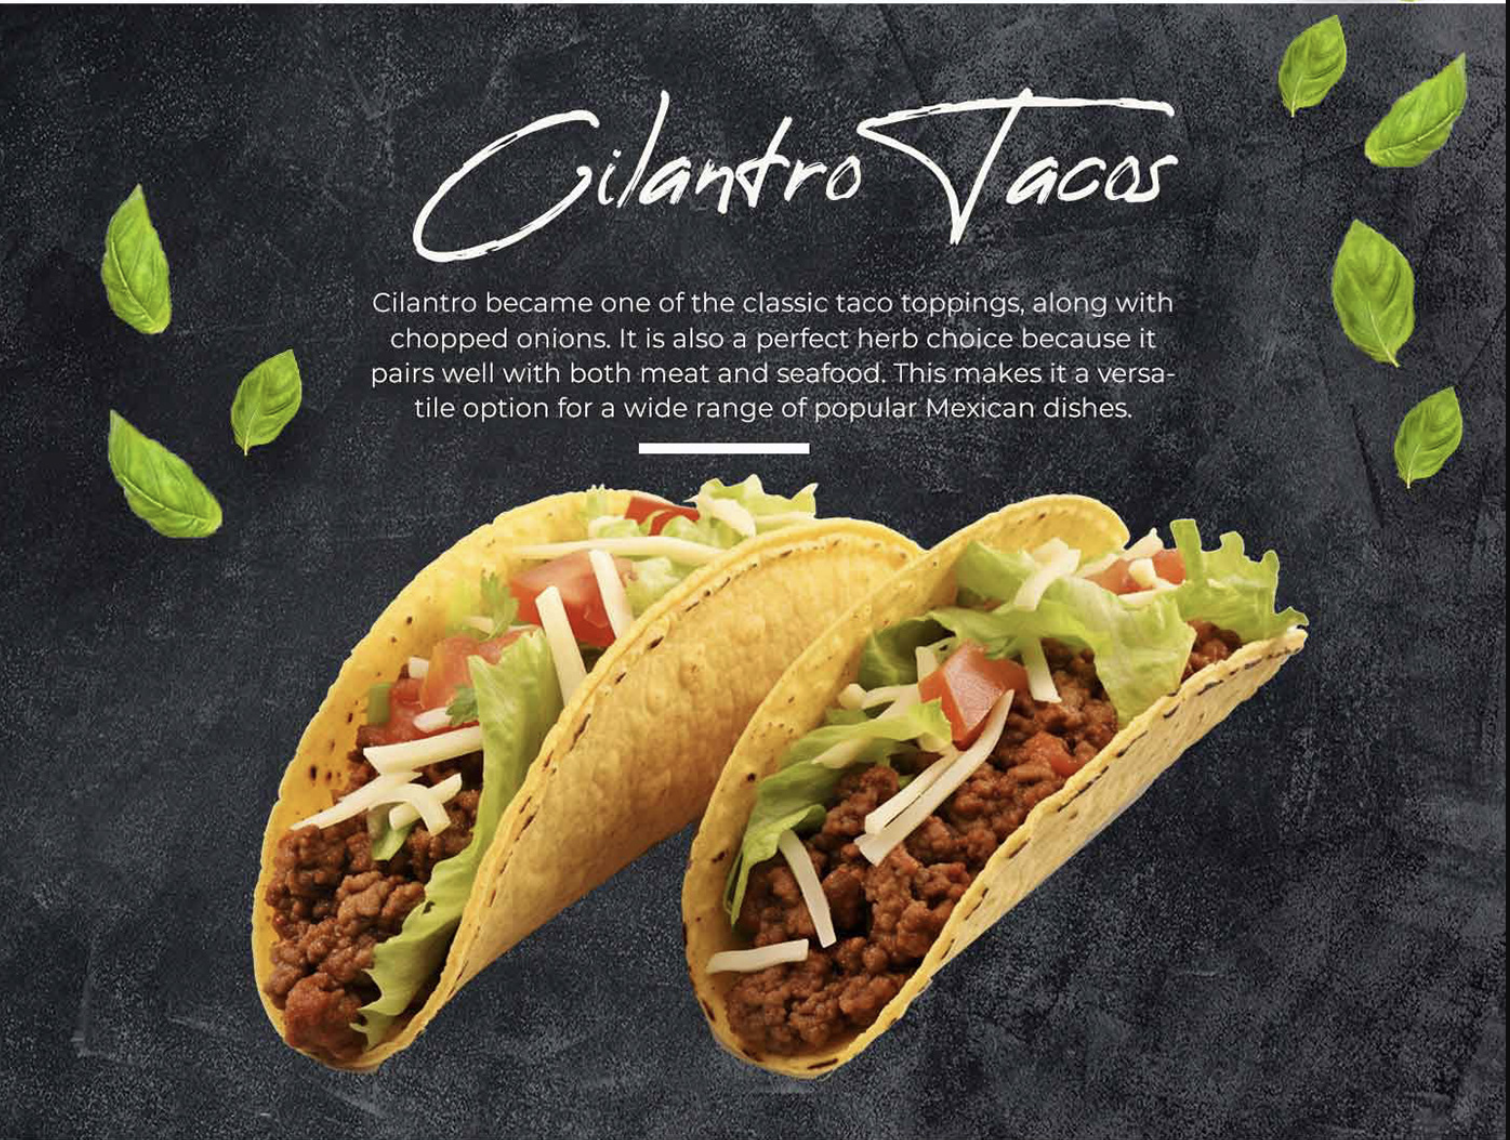 Cilantro Tacos
Cilantro became one of the classic taco toppings, along with
chopped onions. It is also a perfect herb choice because it
pairs well with both meat and seafood. This makes it a versa-
tile option for a wide range of popular Mexican dishes.